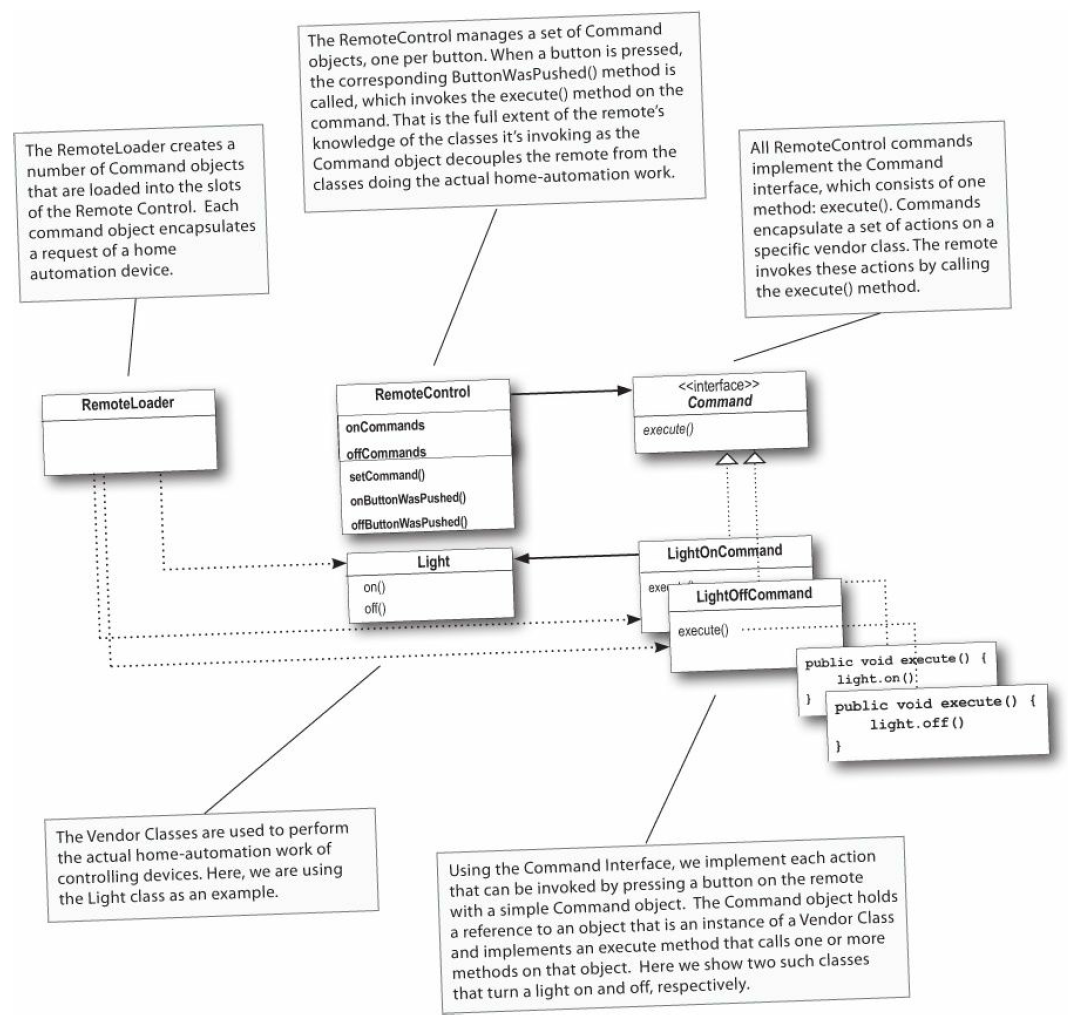 The RemoteControl manages a set of Command
objects, one per button. When a button is pressed,
the corresponding ButtonWasPushed() method is
called, which invokes the execute() method on the
command. That is the full extent of the remote's
knowledge of the classes it's invoking as the
Command object decouples the remote from the
classes doing the actual home-automation work.
The RemoteLoader creates a
number of Command objects
that are loaded into the slots
of the Remote Control. Each
command object encapsulates
a request of a home
automation device.
All RemoteControl commands
implement the Command
interface, which consists of one
method: execute(). Commands
encapsulate a set of actions on a
specific vendor class. The remote
invokes these actions by calling
the execute() method.
RemoteLoader
RemoteControl
onCommands
offCommands
setCommand()
onButtonWasPushed()
offButtonWasPushed()
<<interface>>
Command
execute()
Light
on()
off()
LightOnCommand
LightOffCommand
execute()
public void execute() {
light.on()
}
public void execute() {
light.off()
}
The Vendor Classes are used to perform
the actual home-automation work of
controlling devices. Here, we are using
the Light class as an example.
Using the Command Interface, we implement each action
that can be invoked by pressing a button on the remote
with a simple Command object. The Command object holds
a reference to an object that is an instance of a Vendor Class
and implements an execute method that calls one or more
methods on that object. Here we show two such classes
that turn a light on and off, respectively.